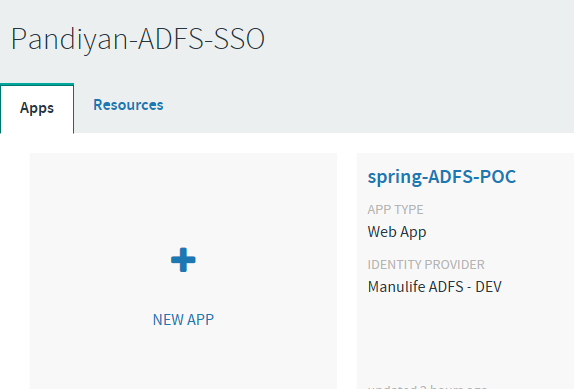 Pandiyan-ADFS-SSO
Apps
Resources
NEW APP
spring-ADFS-POC
APP TYPE
Web App
IDENTITY PROVIDER
Manulife ADFS - DEV